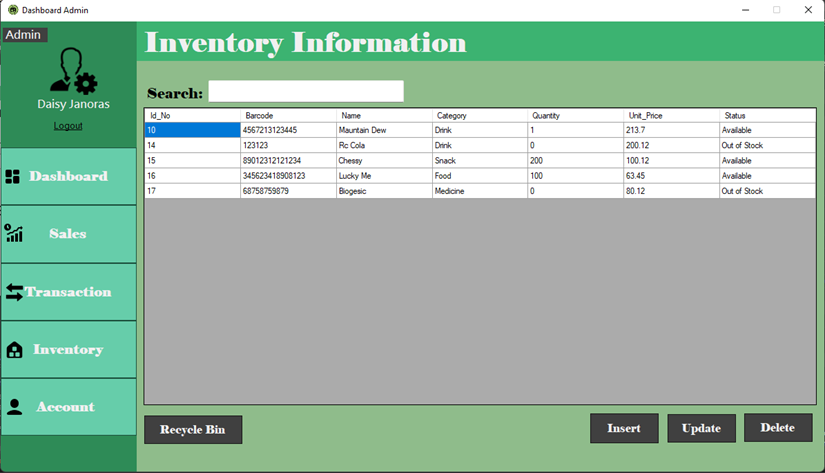 Dashboard Admin
Admin
Daisy Janoras
Logout
Dashboard
Sales
Transaction
Inventory
Account
Inventory Information
Search:
Id_No Barcode Name Category Quantity Unit_Price Status
10 4567213123445 Mauntain Dew Drink 1 213.7 Available
14 123123 Rc Cola Drink 0 200.12 Out of Stock
15 89012312121234 Chessy Snack 200 100.12 Available
16 345623418908123 Lucky Me Food 100 63.45 Available
17 68758759879 Biogesic Medicine 0 80.12 Out of Stock
Recycle Bin Insert Update Delete